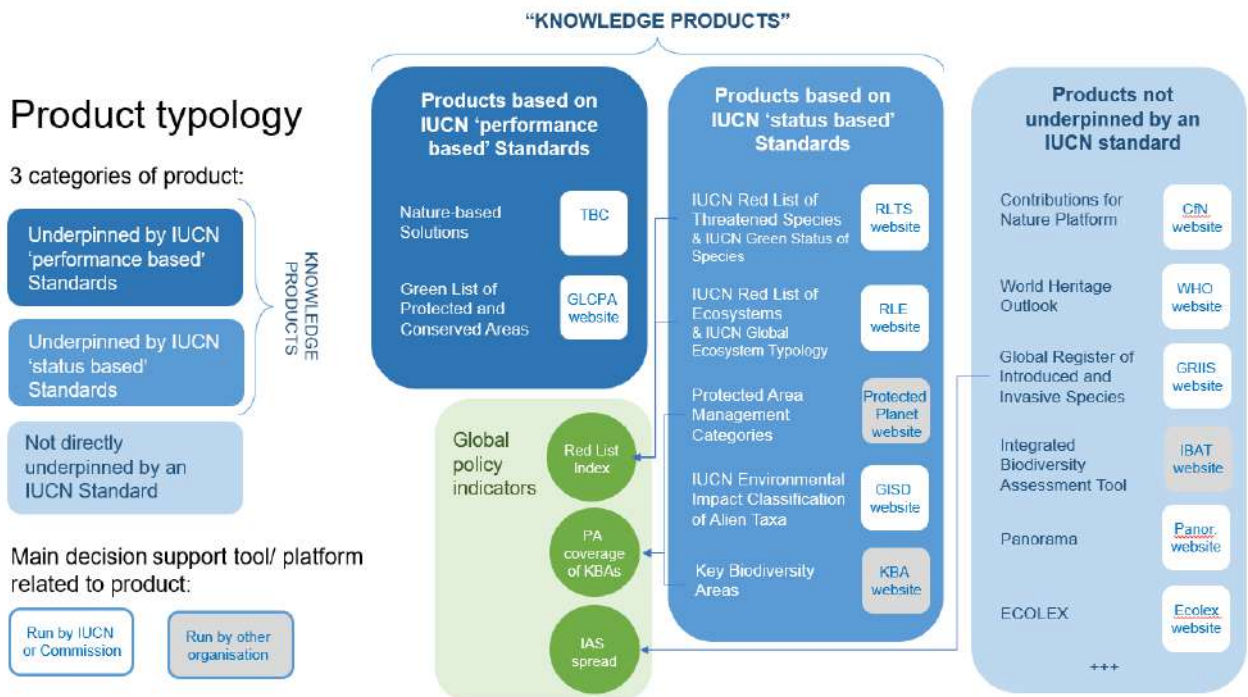 “KNOWLEDGE PRODUCTS”
Product typology
3 categories of product:
Underpinned by IUCN
‘performance based’
Standards
Underpinned by IUCN
‘status based’
Standards
KNOWLEDGE
PRODUCTS
Not directly
underpinned by an
IUCN Standard
Main decision support tool/ platform
related to product:
Run by IUCN
or Commission
Run by other
organisation
Products based on
IUCN ‘performance
based’ Standards
Nature-based
Solutions
TBC
Green List of
Protected and
Conserved Areas
GLCPA
website
Global
policy
indicators
Red List
Index
PA
coverage
of KBAs
IAS
spread
Products based on
IUCN ‘status based’
Standards
IUCN Red List of
Threatened Species
& IUCN Green Status of
Species
RLTS
website
IUCN Red List of
Ecosystems
& IUCN Global
Ecosystem Typology
RLE
website
Protected Area
Management
Categories
Protected
Planet
website
IUCN Environmental
Impact Classification
of Alien Taxa
GISD
website
Key Biodiversity
Areas
KBA
website
Products not
underpinned by an
IUCN standard
Contributions for
Nature Platform
CfN
website
World Heritage
Outlook
WHO
website
Global Register of
Introduced and
Invasive Species
GRIIS
website
Integrated
Biodiversity
Assessment Tool
IBAT
website
Panorama
Panor.
website
ECOLEX
Ecolex
website
+++